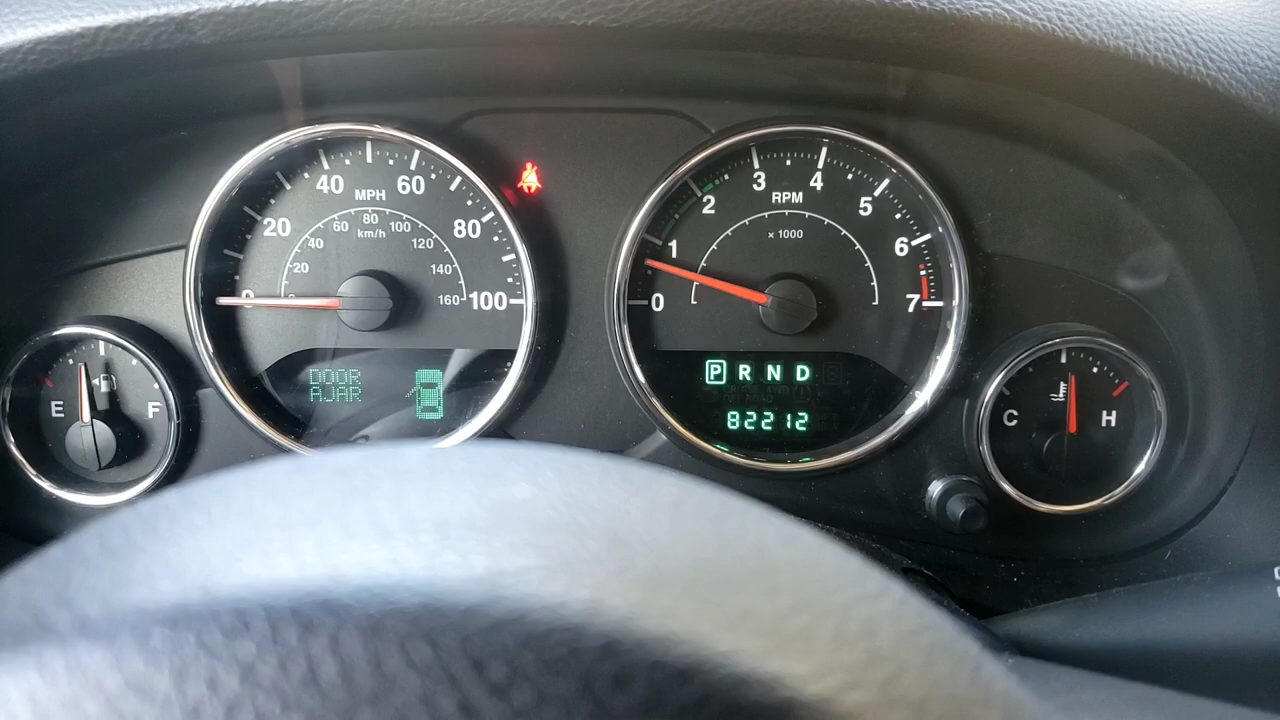 MPH
0 20 40 60 80 100
km/h
20 40 60 80 100 120 140 160
DOOR
AJAR
RPM
x 1000
0 1 2 3 4 5 6 7
P R N D
82212
E F
C H